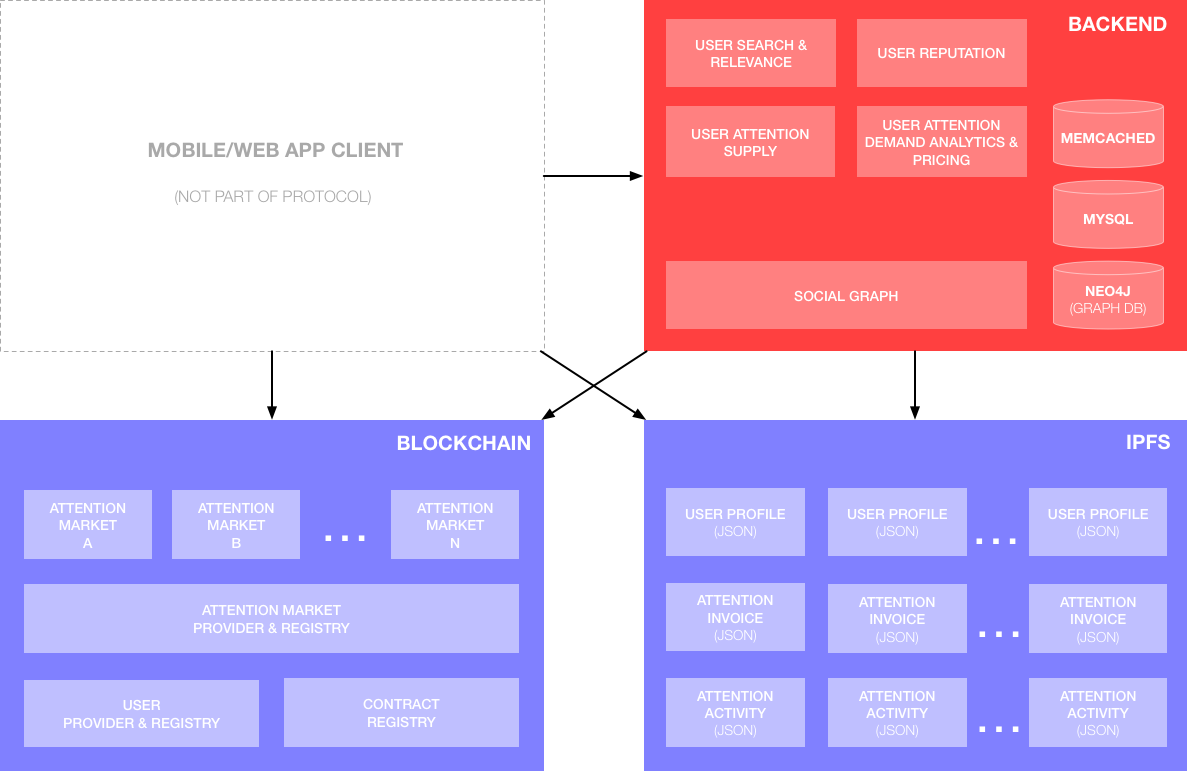 MOBILE/WEB APP CLIENT
(NOT PART OF PROTOCOL)
BACKEND
USER SEARCH &
RELEVANCE
USER REPUTATION
USER ATTENTION
SUPPLY
USER ATTENTION
DEMAND ANALYTICS &
PRICING
MEMCACHED
MYSQL
SOCIAL GRAPH
NEO4J
(GRAPH DB)
BLOCKCHAIN
ATTENTION
MARKET
A
ATTENTION
MARKET
B
...
ATTENTION
MARKET
N
ATTENTION MARKET
PROVIDER & REGISTRY
USER
PROVIDER & REGISTRY
CONTRACT
REGISTRY
IPFS
USER PROFILE
(JSON)
USER PROFILE
(JSON)
...
USER PROFILE
(JSON)
ATTENTION
INVOICE
(JSON)
ATTENTION
INVOICE
(JSON)
...
ATTENTION
INVOICE
(JSON)
ATTENTION
ACTIVITY
(JSON)
ATTENTION
ACTIVITY
(JSON)
...
ATTENTION
ACTIVITY
(JSON)